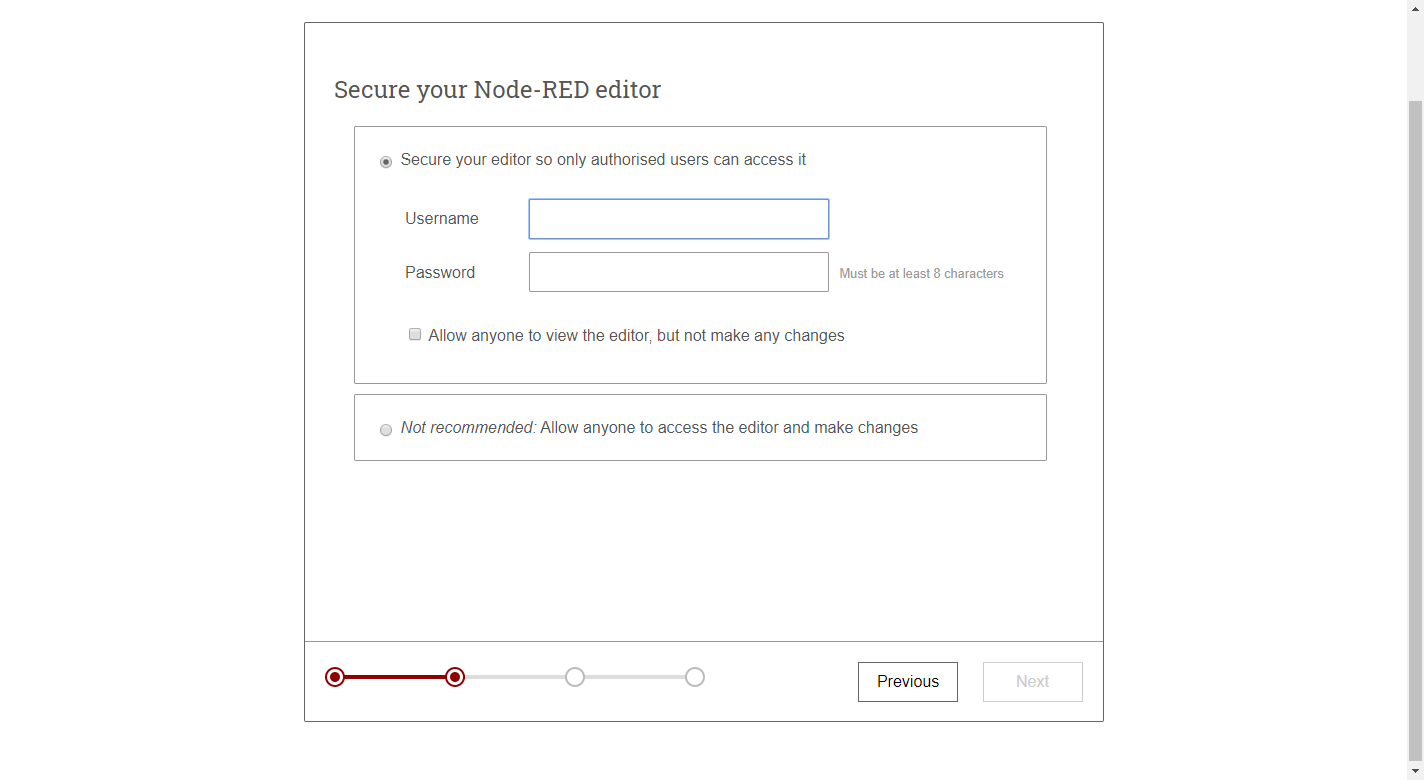 Secure your Node-RED editor
Secure your editor so only authorised users can access it
Username
Password
Must be at least 8 characters
Allow anyone to view the editor, but not make any changes
Not recommended: Allow anyone to access the editor and make changes
Previous
Next